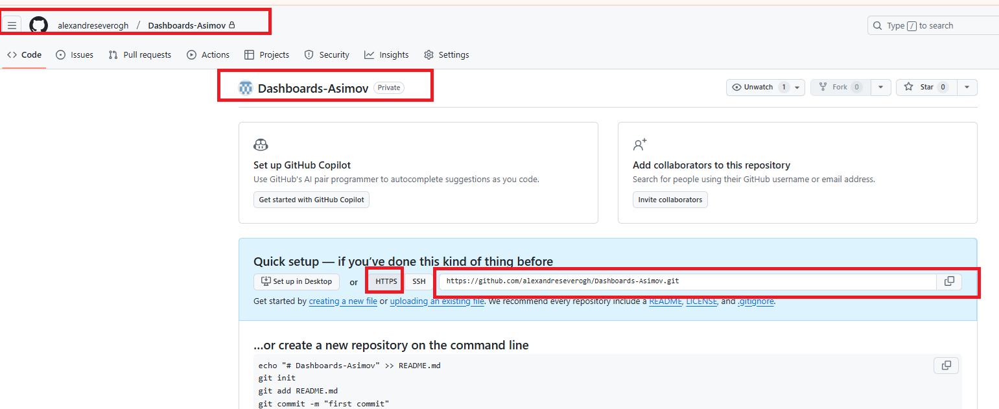 alexandreseverogh / Dashboards-Asimov
Type / to search
Code Issues Pull requests Actions Projects Security Insights Settings
Dashboards-Asimov Private
Unwatch 1 Fork 0 Star 0
Set up GitHub Copilot
Use GitHub's AI pair programmer to autocomplete suggestions as you code.
Get started with GitHub Copilot
Add collaborators to this repository
Search for people using their GitHub username or email address.
Invite collaborators
Quick setup — if you've done this kind of thing before
Set up in Desktop or HTTPS SSH https://github.com/alexandreseverogh/Dashboards-Asimov.git
Get started by creating a new file or uploading an existing file. We recommend every repository include a README, LICENSE, and .gitignore.
...or create a new repository on the command line
echo "# Dashboards-Asimov" >> README.md
git init
git add README.md
git commit -m "first commit"